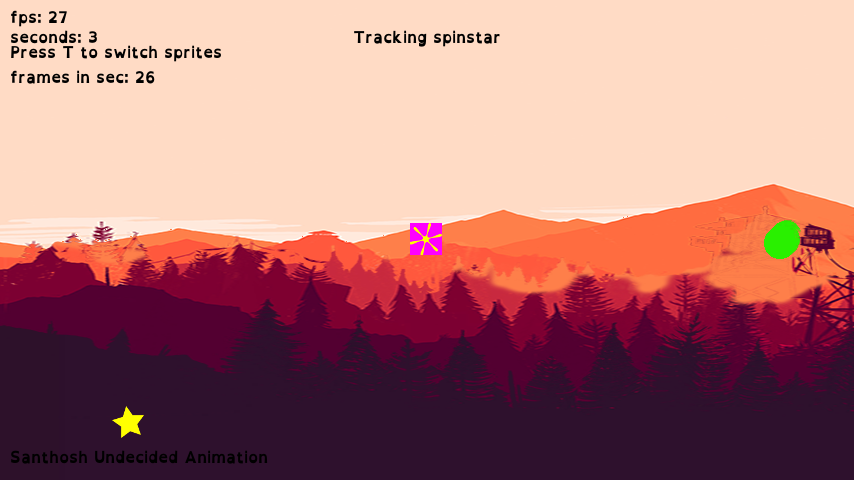 fps: 27
seconds: 3
Tracking spinstar
Press T to switch sprites
frames in sec: 26
Santhosh Undecided Animation